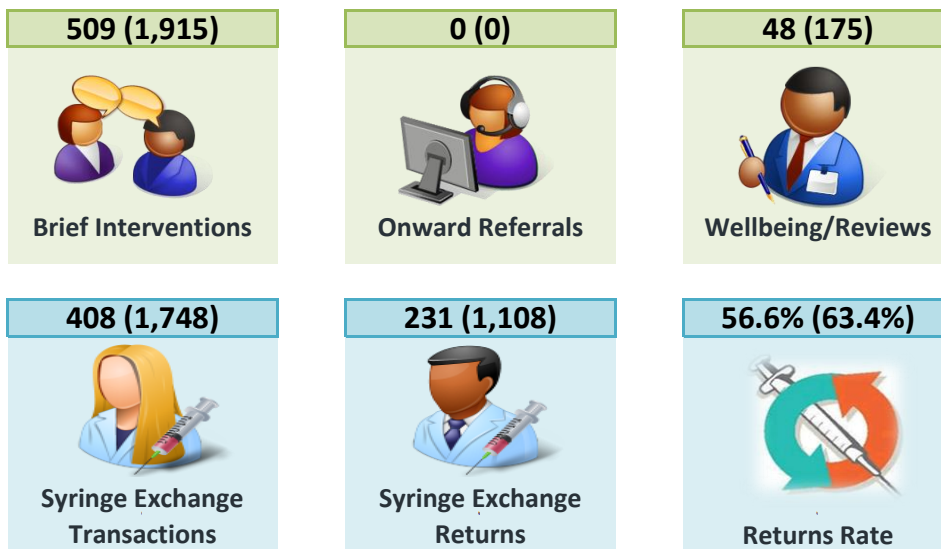 509 (1,915)
0 (0)
48 (175)
Brief Interventions
Onward Referrals
Wellbeing/Reviews
408 (1,748)
231 (1,108)
56.6% (63.4%)
Syringe Exchange
Transactions
Syringe Exchange
Returns
Returns Rate